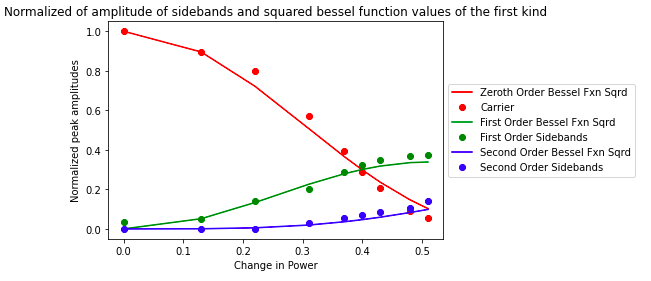 Normalized of amplitude of sidebands and squared bessel function values of the first kind
Normalized peak amplitudes
1.0
0.8
0.6
0.4
0.2
0.0
0.0 0.1 0.2 0.3 0.4 0.5
Change in Power
Zeroth Order Bessel Fxn Sqrd
Carrier
First Order Bessel Fxn Sqrd
First Order Sidebands
Second Order Bessel Fxn Sqrd
Second Order Sidebands